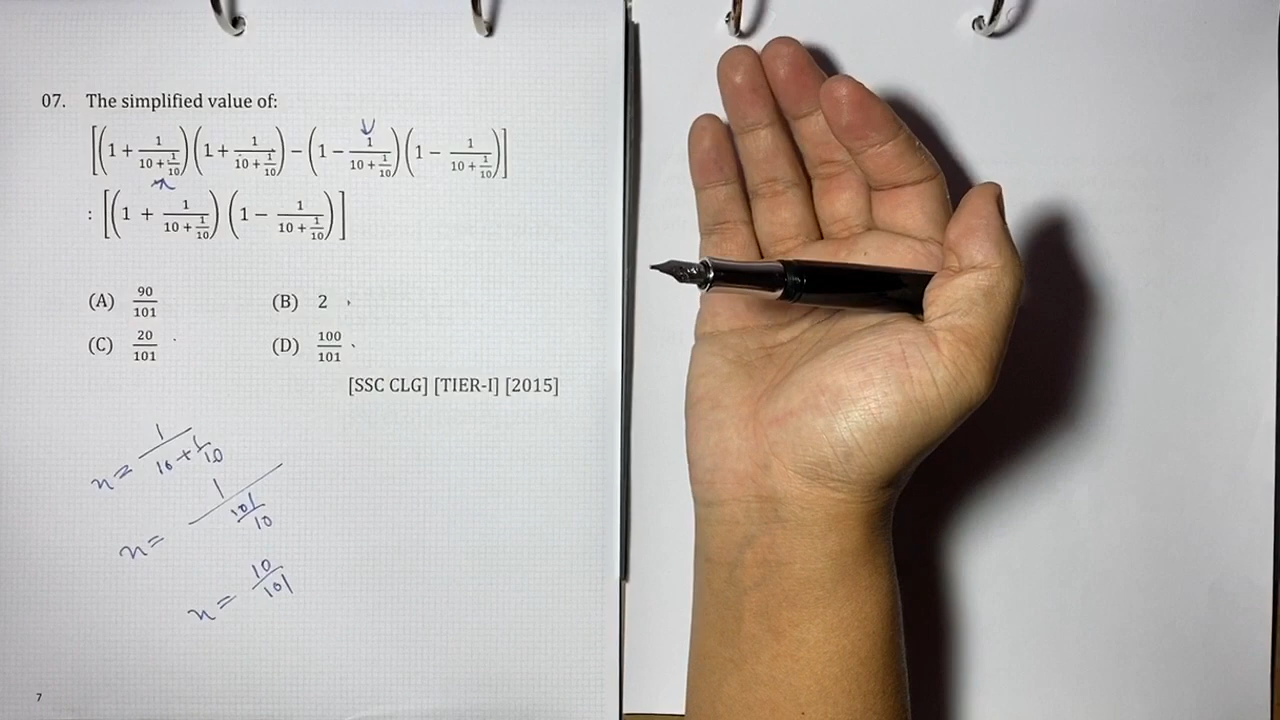 07. The simplified value of:
[(1 + 1/(10 + 1/10))(1 + 1/(10 + 1/10)) − (1 − 1/(10 + 1/10))(1 − 1/(10 + 1/10))]
x
: [(1 + 1/(10 + 1/10))(1 − 1/(10 + 1/10))]
(A) 90/101 (B) 2
(C) 20/101 (D) 100/101
[SSC CLG] [TIER-I] [2015]
x = 1/(10 + 1/10)
x = 1/(101/10)
x = 10/101
7